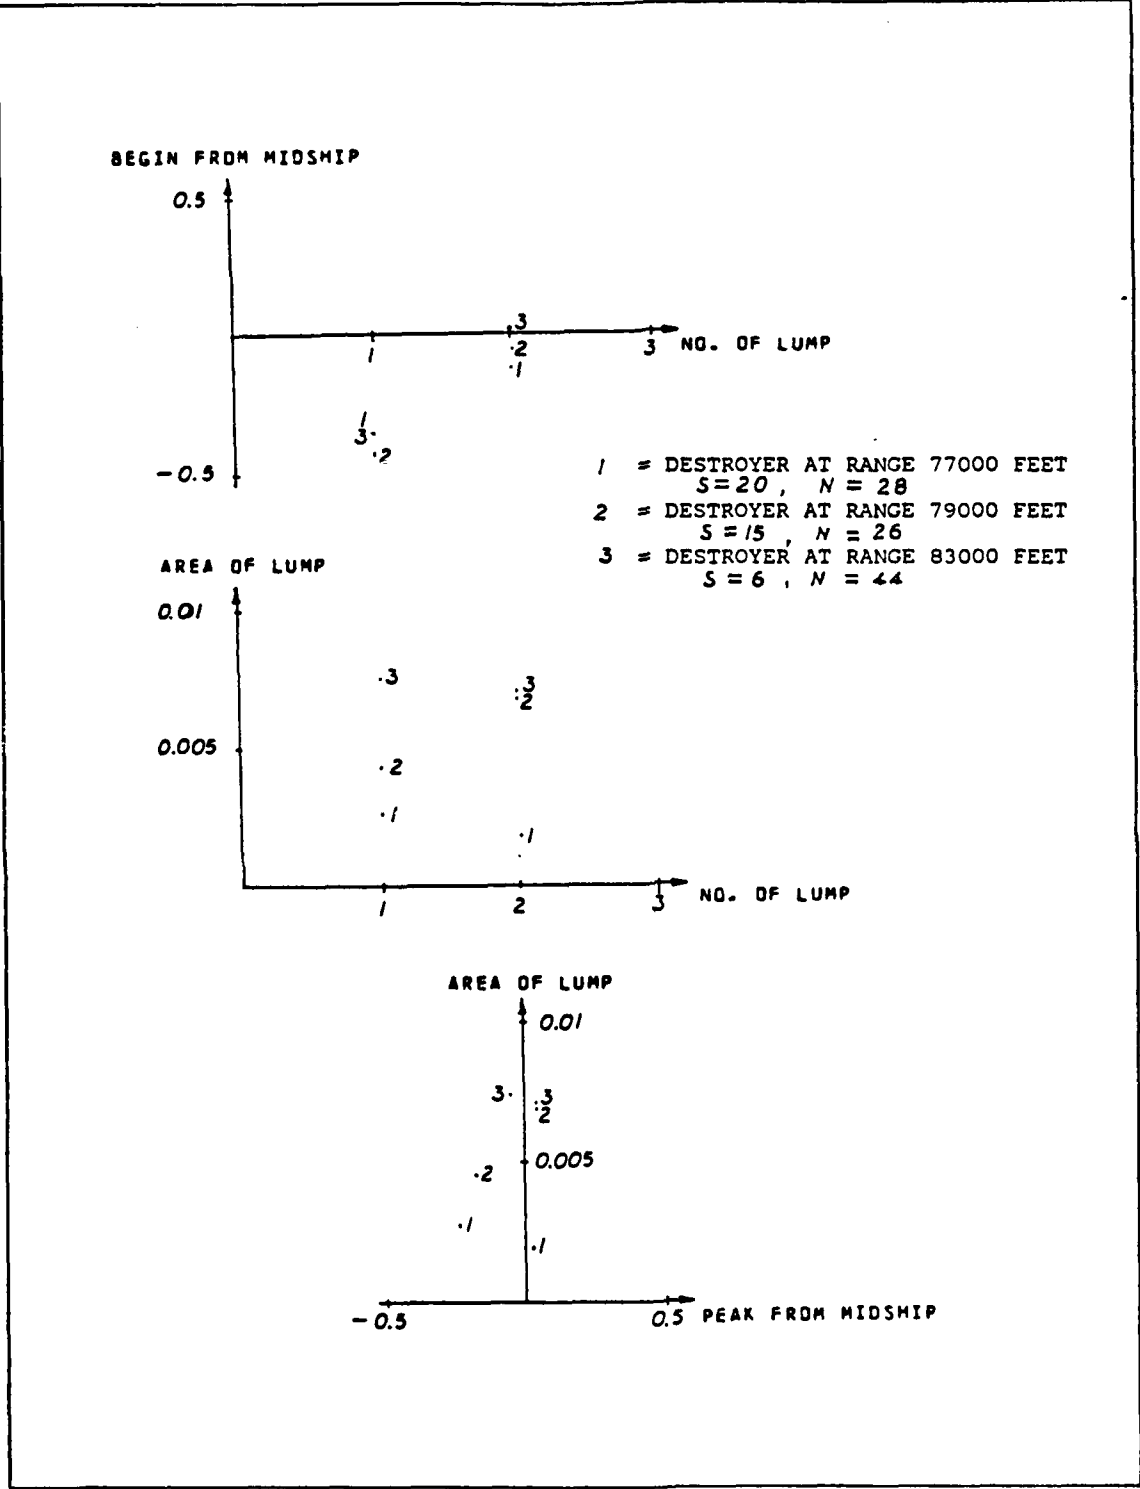 BEGIN FROM MIDSHIP
0.5
3
1
2
1
3
NO. OF LUMP
1
3
2
-0.5
1 = DESTROYER AT RANGE 77000 FEET
S=20, N = 28
2 = DESTROYER AT RANGE 79000 FEET
S=15, N = 26
3 = DESTROYER AT RANGE 83000 FEET
S=6, N = 44
AREA OF LUMP
0.01
3
3
2
0.005
2
1
1
1
2
3
NO. OF LUMP
AREA OF LUMP
0.01
3
3
2
0.005
2
1
1
-0.5
0.5
PEAK FROM MIDSHIP